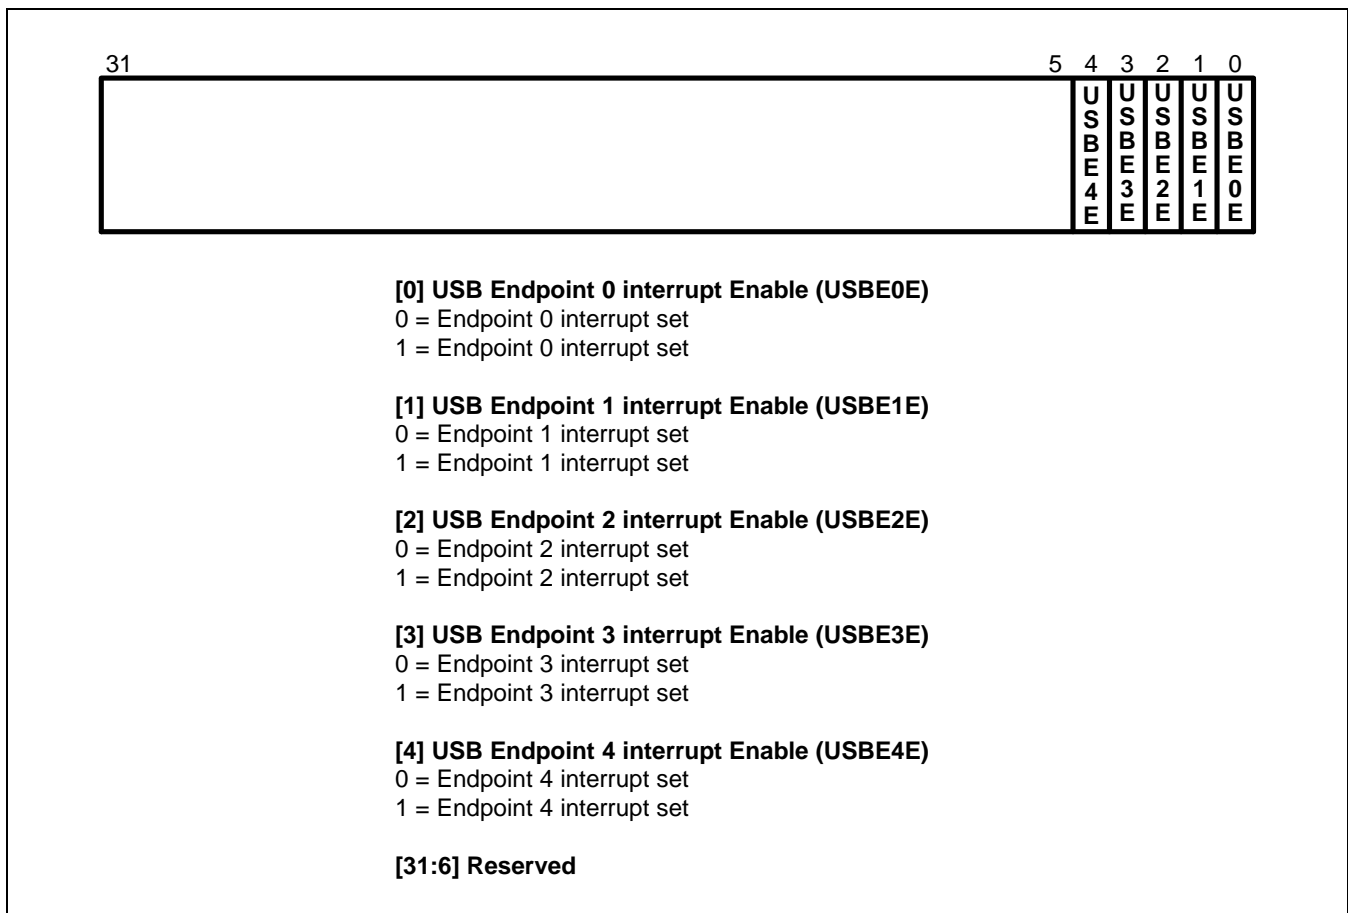 31 5 4 3 2 1 0
USBE4E USBE3E USBE2E USBE1E USBE0E
[0] USB Endpoint 0 interrupt Enable (USBE0E)
0 = Endpoint 0 interrupt set
1 = Endpoint 0 interrupt set
[1] USB Endpoint 1 interrupt Enable (USBE1E)
0 = Endpoint 1 interrupt set
1 = Endpoint 1 interrupt set
[2] USB Endpoint 2 interrupt Enable (USBE2E)
0 = Endpoint 2 interrupt set
1 = Endpoint 2 interrupt set
[3] USB Endpoint 3 interrupt Enable (USBE3E)
0 = Endpoint 3 interrupt set
1 = Endpoint 3 interrupt set
[4] USB Endpoint 4 interrupt Enable (USBE4E)
0 = Endpoint 4 interrupt set
1 = Endpoint 4 interrupt set
[31:6] Reserved